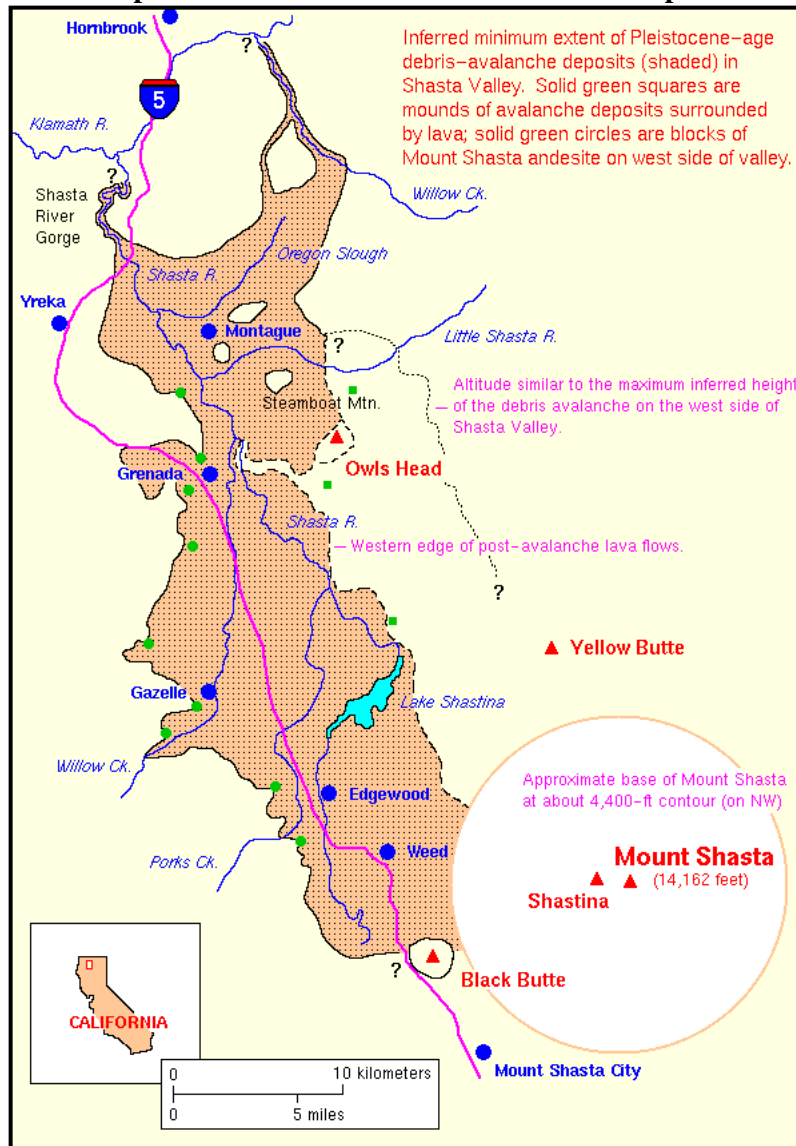 Hornbrook
?
Inferred minimum extent of Pleistocene-age
debris-avalanche deposits (shaded) in
Shasta Valley. Solid green squares are
mounds of avalanche deposits surrounded
by lava; solid green circles are blocks of
Mount Shasta andesite on west side of valley.
5
Klamath R.
?
Shasta
River
Gorge
Willow Ck.
Oregon Slough
Shasta R.
Yreka
Montague
Little Shasta R.
?
Altitude similar to the maximum inferred height
of the debris avalanche on the west side of
Shasta Valley.
Steamboat Mtn.
Owls Head
Grenada
Shasta R.
Western edge of post-avalanche lava flows.
?
Yellow Butte
Gazelle
Lake Shastina
Willow Ck.
Approximate base of Mount Shasta
at about 4,400-ft contour (on NW)
Edgewood
Porks Ck.
Weed
Mount Shasta
(14,162 feet)
Shastina
?
Black Butte
CALIFORNIA
Mount Shasta City
0 10 kilometers
0 5 miles